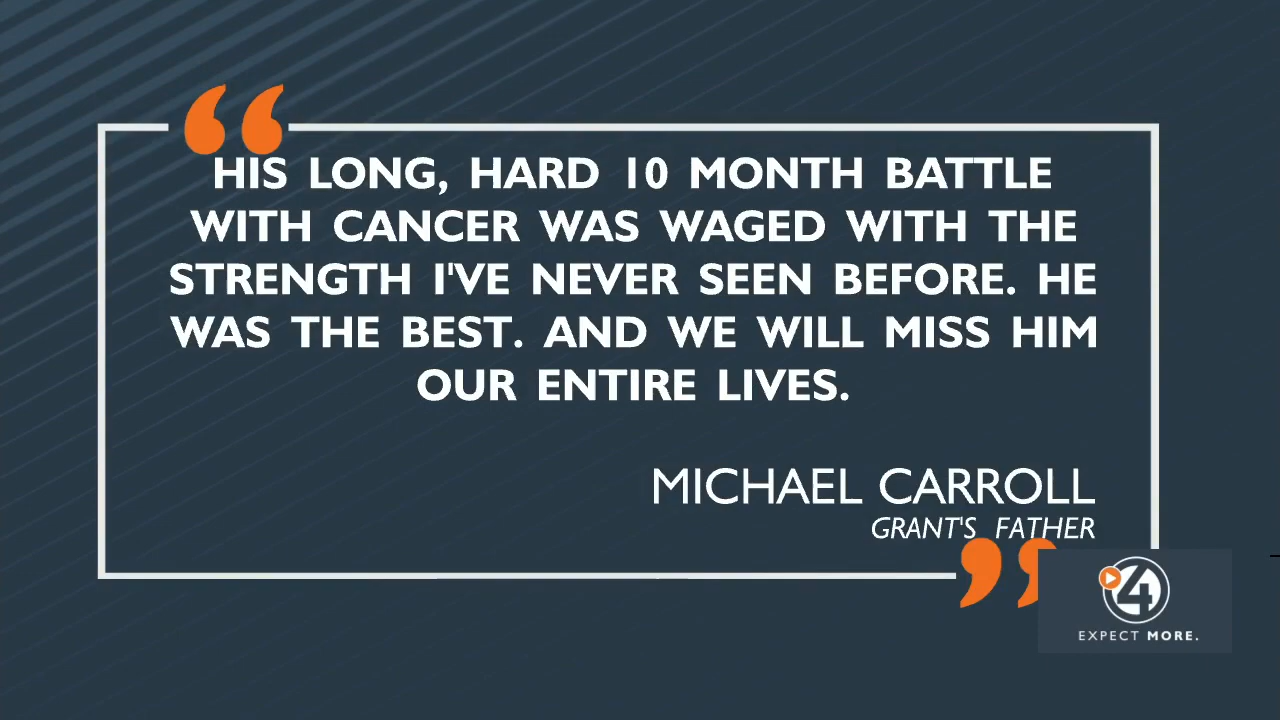 HIS LONG, HARD 10 MONTH BATTLE
WITH CANCER WAS WAGED WITH THE
STRENGTH I'VE NEVER SEEN BEFORE. HE
WAS THE BEST. AND WE WILL MISS HIM
OUR ENTIRE LIVES.
MICHAEL CARROLL
GRANT'S FATHER
4
EXPECT MORE.